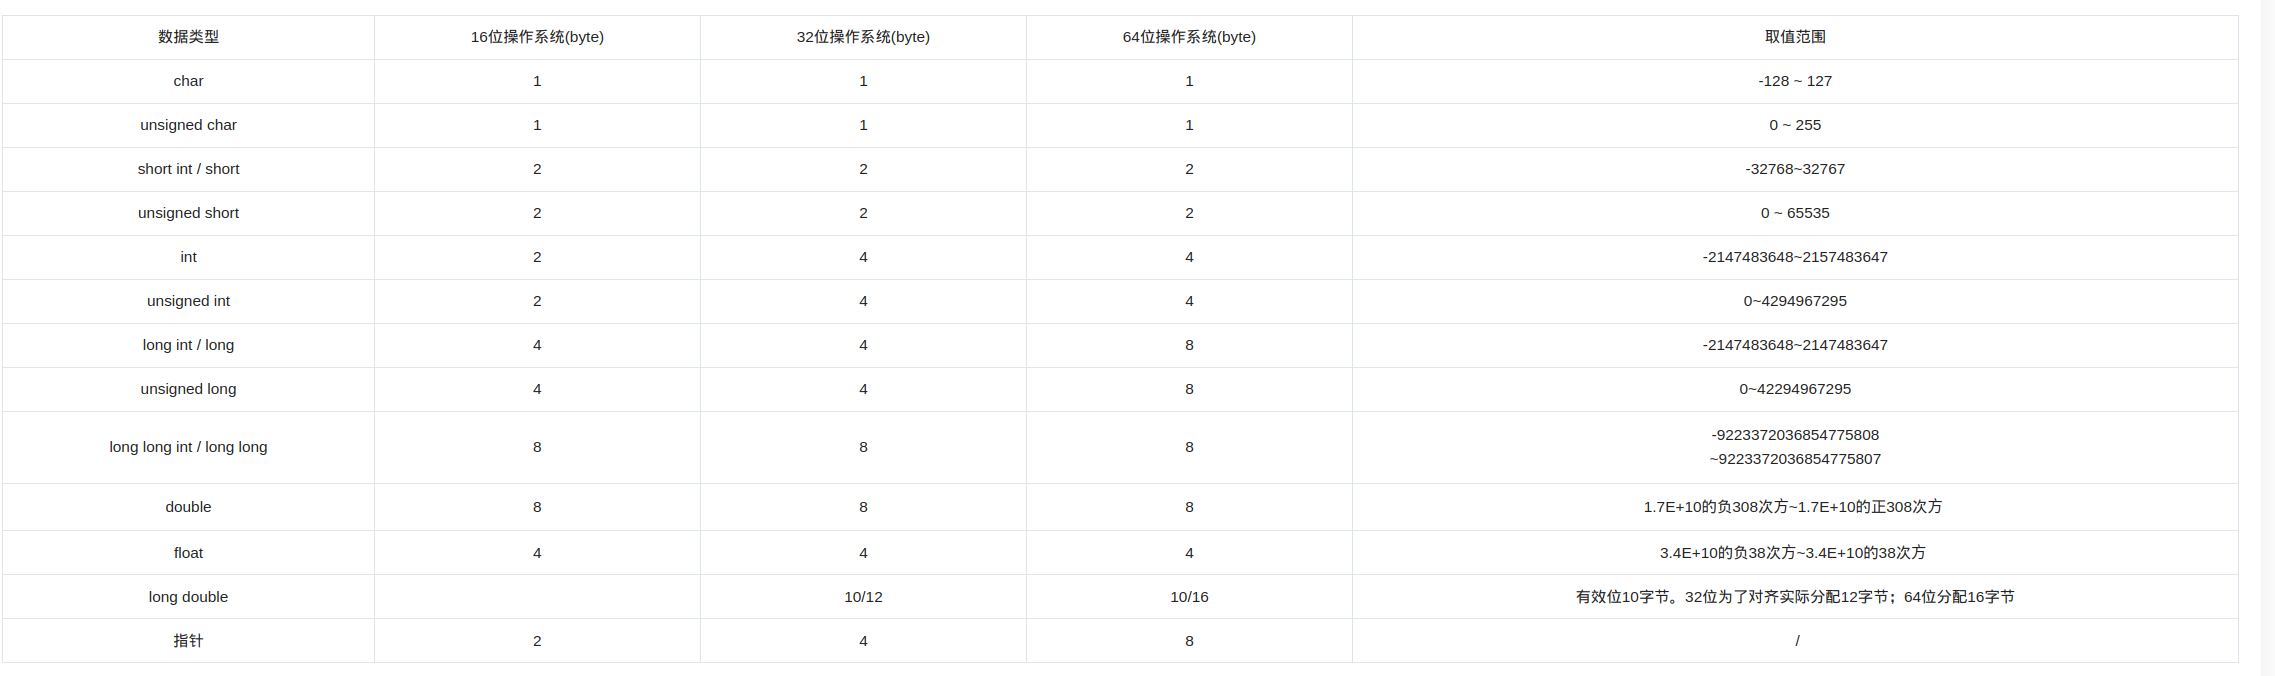 数据类型 16位操作系统(byte) 32位操作系统(byte) 64位操作系统(byte) 取值范围
char 1 1 1 -128 ~ 127
unsigned char 1 1 1 0 ~ 255
short int / short 2 2 2 -32768~32767
unsigned short 2 2 2 0 ~ 65535
int 2 4 4 -2147483648~2157483647
unsigned int 2 4 4 0~4294967295
long int / long 4 4 8 -2147483648~2147483647
unsigned long 4 4 8 0~42294967295
long long int / long long 8 8 8 -9223372036854775808
~9223372036854775807
double 8 8 8 1.7E+10的负308次方~1.7E+10的正308次方
float 4 4 4 3.4E+10的负38次方~3.4E+10的38次方
long double 10/12 10/16 有效位10字节。32位为了对齐实际分配12字节；64位分配16字节
指针 2 4 8 /